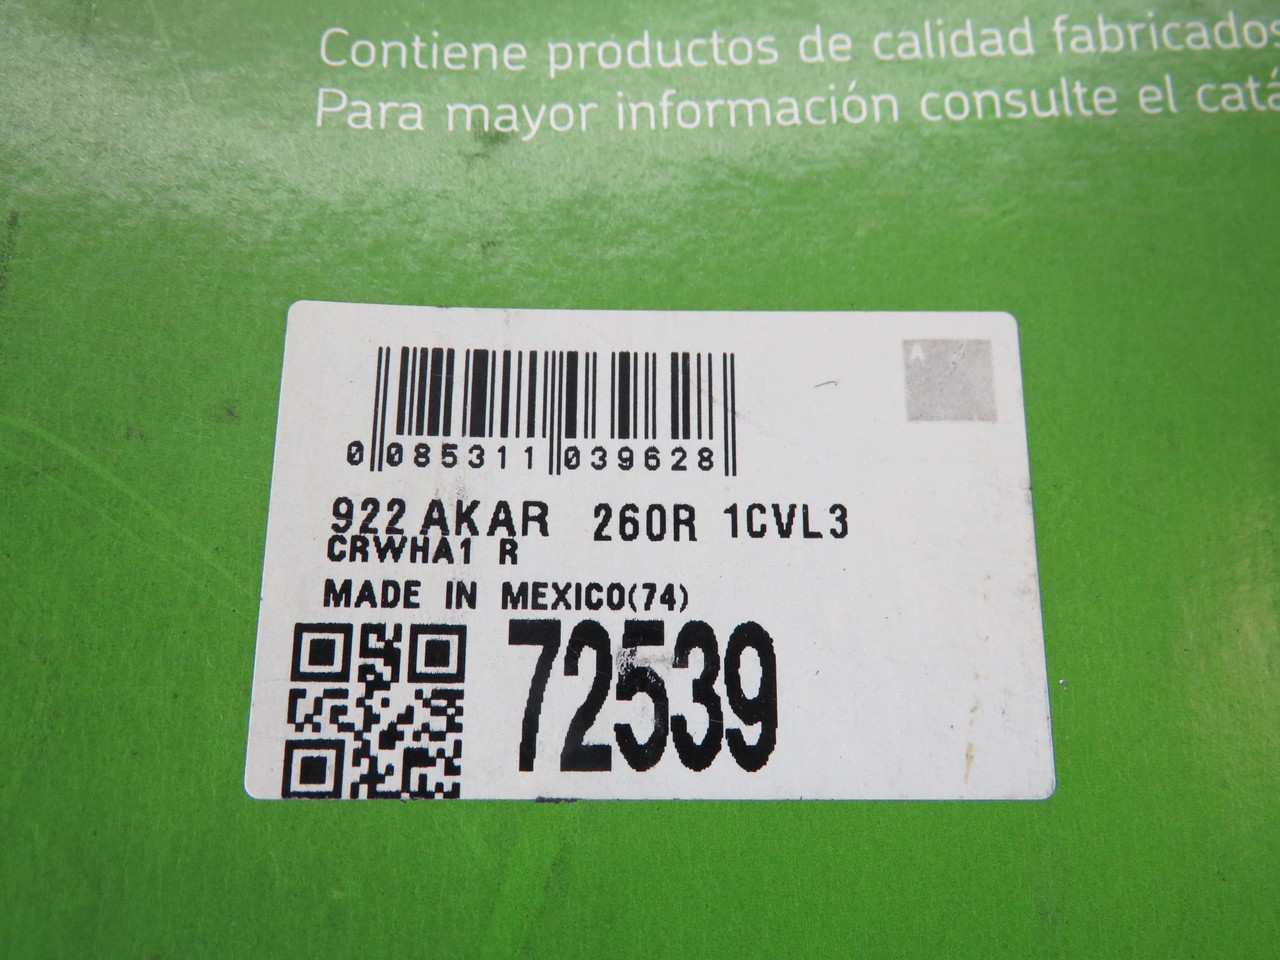 Contiene productos de calidad fabricados
Para mayor información consulte el catá
A
0 085311 039628
922 AKAR 260R 1CVL3
CRWHA1 R
MADE IN MEXICO(74)
72539